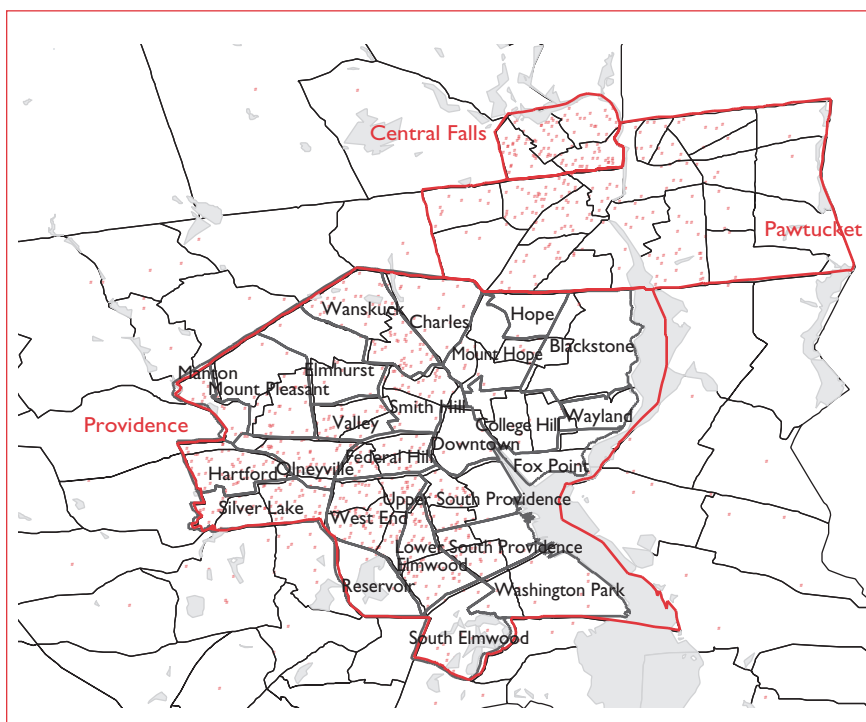 Central Falls
Pawtucket
Wanskuck
Charles
Hope
Blackstone
Mount Hope
Manton
Mount Pleasant
Elmhurst
Smith Hill
Wayland
Providence
Valley
College Hill
Downtown
Federal Hill
Fox Point
Hartford
Olneyville
Silver Lake
West End
Upper South Providence
Lower South Providence
Elmwood
Reservoir
Washington Park
South Elmwood